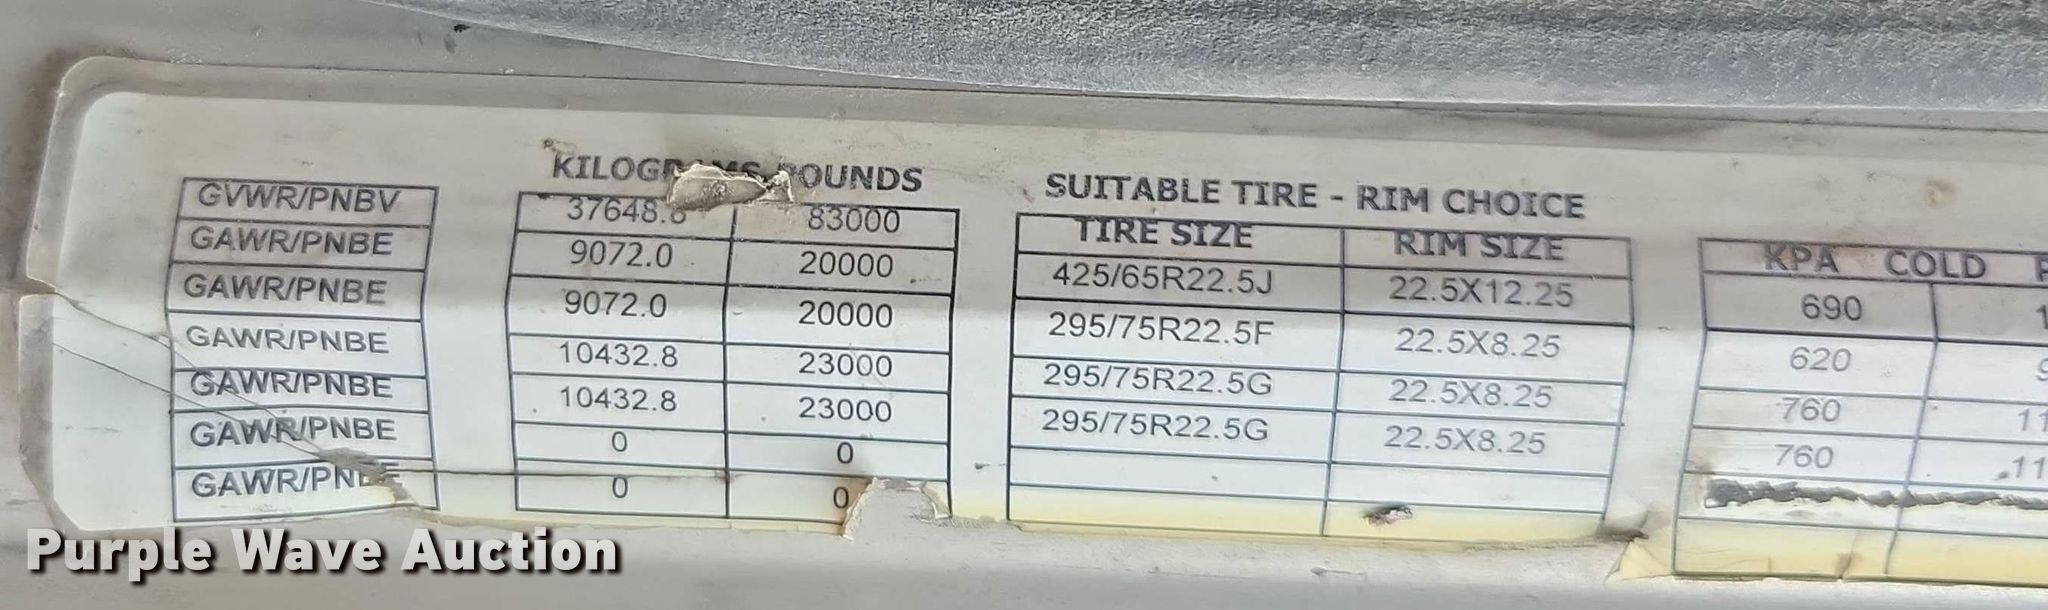 KILOGRAMS POUNDS SUITABLE TIRE - RIM CHOICE
GVWR/PNBV 37648.8 83000 TIRE SIZE RIM SIZE KPA COLD
GAWR/PNBE 9072.0 20000 425/65R22.5J 22.5X12.25 690
GAWR/PNBE 9072.0 20000 295/75R22.5F 22.5X8.25 620
GAWR/PNBE 10432.8 23000 295/75R22.5G 22.5X8.25 760
GAWR/PNBE 10432.8 23000 295/75R22.5G 22.5X8.25 760
GAWR/PNBE 0 0
GAWR/PNBE 0 0
Purple Wave Auction